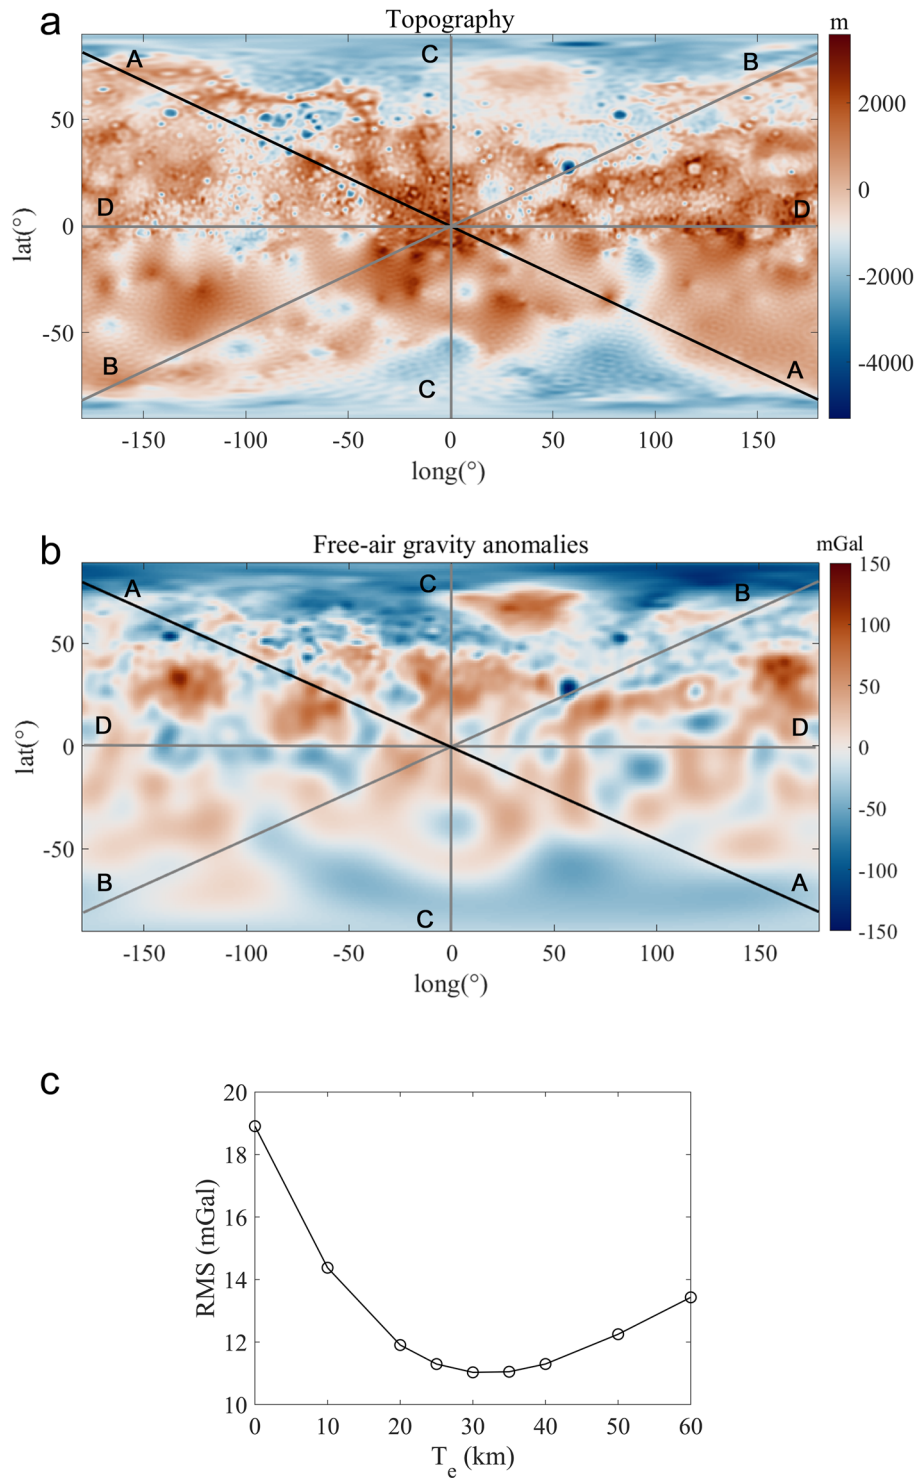 a
Topography
m
A
C
B
D
D
B
C
A
50
0
-50
lat(°)
-150 -100 -50 0 50 100 150
long(°)
2000
0
-2000
-4000
b
Free-air gravity anomalies
mGal
A
C
B
D
D
B
C
A
50
0
-50
lat(°)
-150 -100 -50 0 50 100 150
long(°)
150
100
50
0
-50
-100
-150
c
20
18
16
14
12
10
RMS (mGal)
0 10 20 30 40 50 60
Te (km)